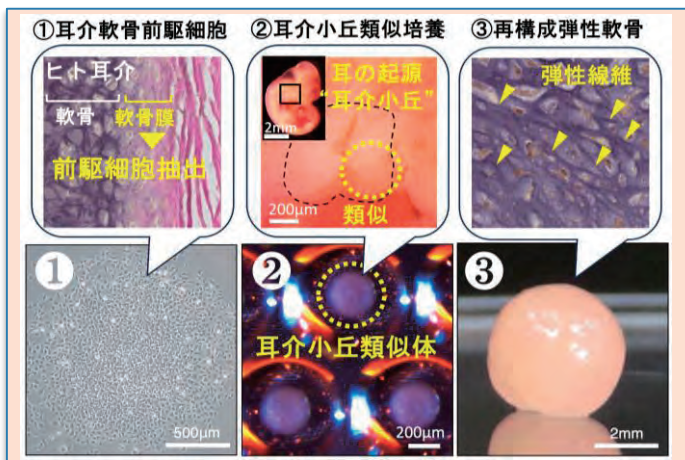 ①耳介軟骨前駆細胞
②耳介小丘類似培養
③再構成弾性軟骨
ヒト耳介
軟骨 軟骨膜
前駆細胞抽出
耳の起源
“耳介小丘”
2mm
200μm
類似
弾性線維
①
500μm
②
耳介小丘類似体
200μm
③
2mm